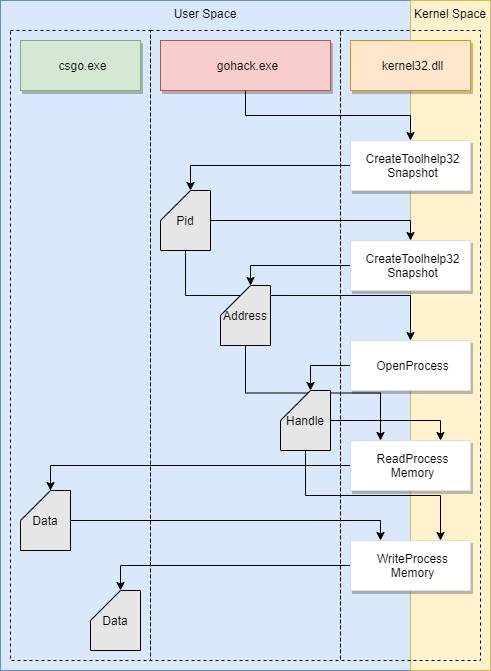 User Space
Kernel Space
csgo.exe
gohack.exe
kernel32.dll
CreateToolhelp32
Snapshot
Pid
CreateToolhelp32
Snapshot
Address
OpenProcess
Handle
ReadProcess
Memory
Data
WriteProcess
Memory
Data